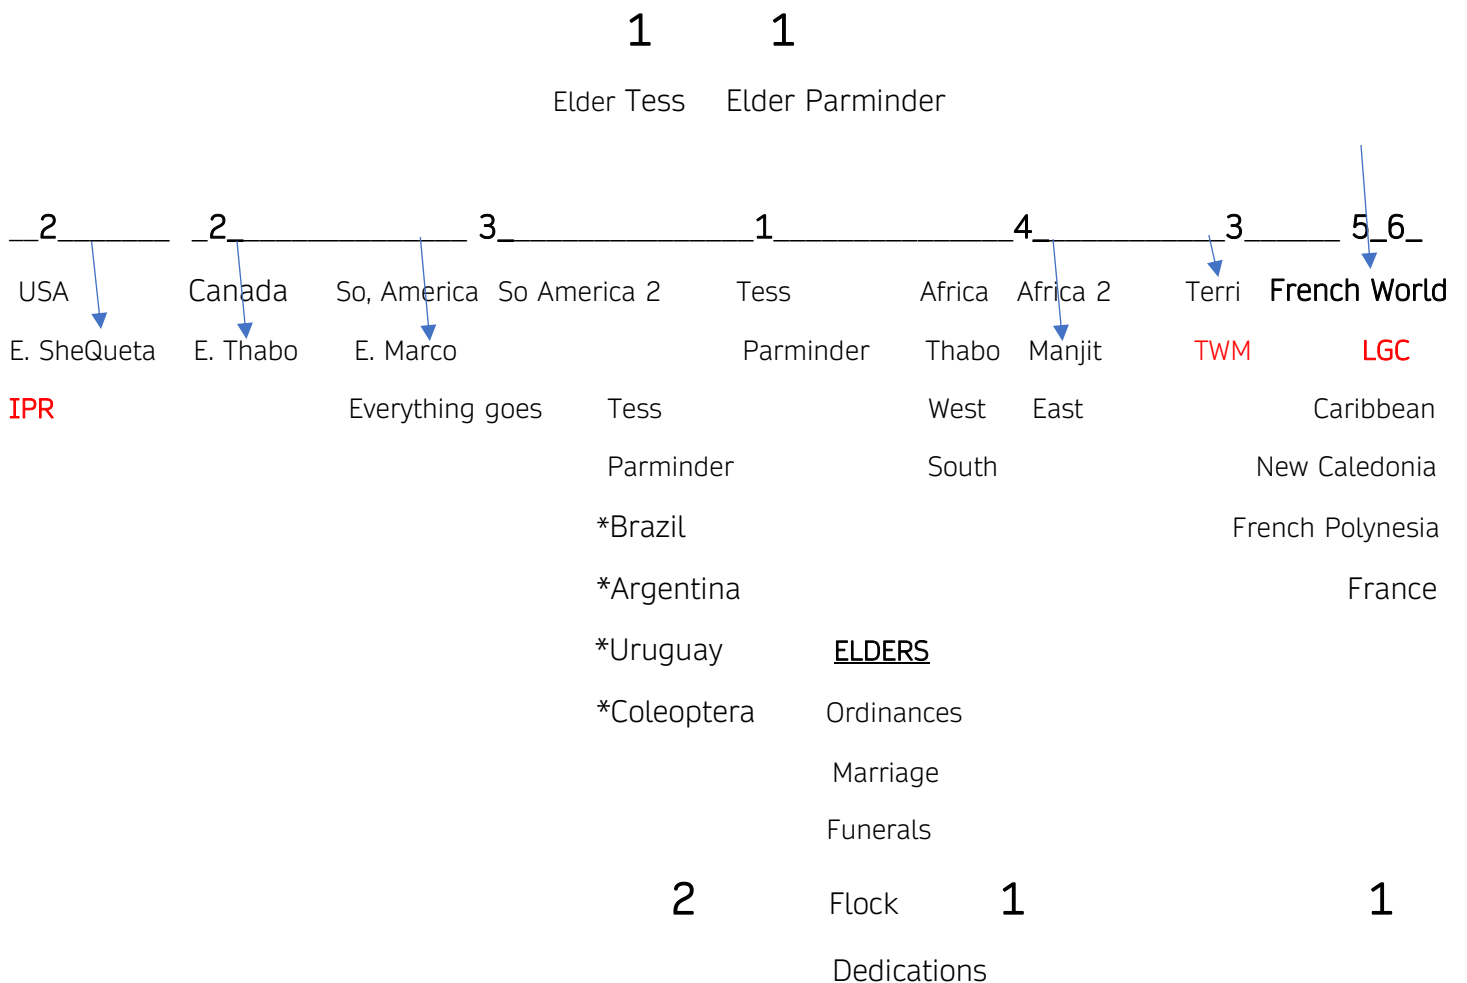 1 1
Elder Tess Elder Parminder
__2_______ _2______________ 3_______________1_______________4____________3______ 5_6_
USA Canada So, America So America 2 Tess Africa Africa 2 Terri French World
E. SheQueta E. Thabo E. Marco Parminder Thabo Manjit TWM LGC
IPR Everything goes Tess West East Caribbean
Parminder South New Caledonia
*Brazil French Polynesia
*Argentina France
*Uruguay ELDERS
*Coleoptera Ordinances
Marriage
Funerals
2 Flock 1 1
Dedications